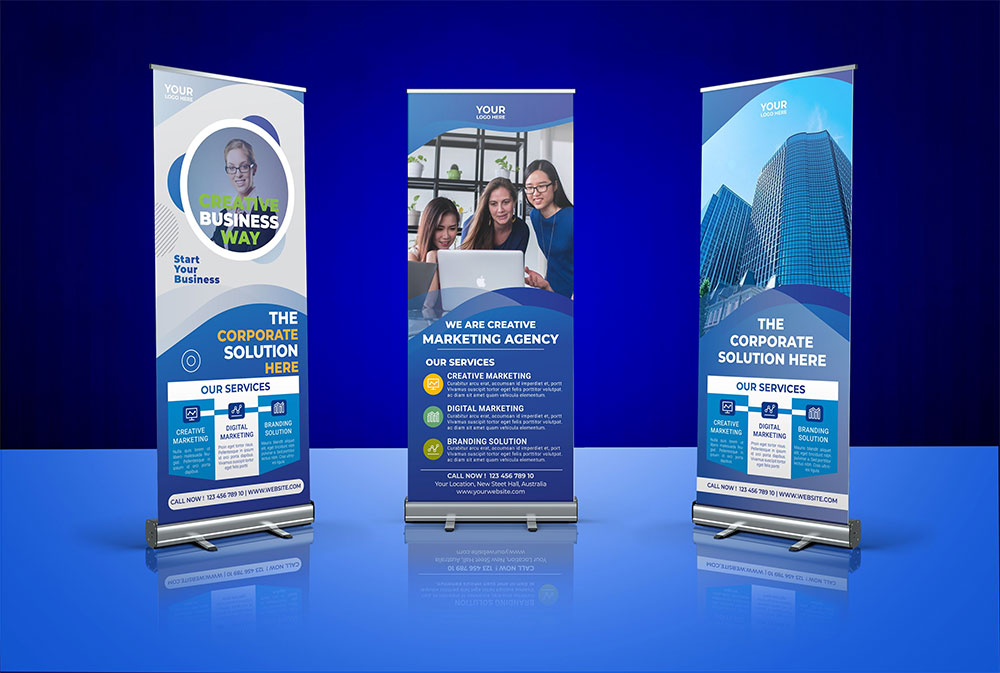 YOUR
LOGO HERE
CREATIVE
BUSINESS
WAY
Start
Your
Business
THE
CORPORATE
SOLUTION
HERE
OUR SERVICES
CREATIVE
MARKETING
DIGITAL
MARKETING
BRANDING
SOLUTION
CALL NOW ! 123 456 789 10 | WWW.WEBSITE.COM
YOUR
LOGO HERE
WE ARE CREATIVE
MARKETING AGENCY
OUR SERVICES
CREATIVE MARKETING
Curabitur arcu erat, accumsan id imperdiet et, portt
Vivamus suscipit tortor eget felis porttitor volutpat.
ac diam sit amet quam vehicula elementum
DIGITAL MARKETING
Curabitur arcu erat, accumsan id imperdiet et, portt
Vivamus suscipit tortor eget felis porttitor volutpat.
ac diam sit amet quam vehicula elementum
BRANDING SOLUTION
Curabitur arcu erat, accumsan id imperdiet et, portt
Vivamus suscipit tortor eget felis porttitor volutpat.
ac diam sit amet quam vehicula elementum
CALL NOW ! 123 456 789 10
Your Location, New Steet Hall, Australia
www.yourwebsite.com
YOUR
LOGO HERE
THE
CORPORATE
SOLUTION HERE
OUR SERVICES
CREATIVE
MARKETING
DIGITAL
MARKETING
BRANDING
SOLUTION
CALL NOW ! 123 456 789 10 | WWW.WEBSITE.COM